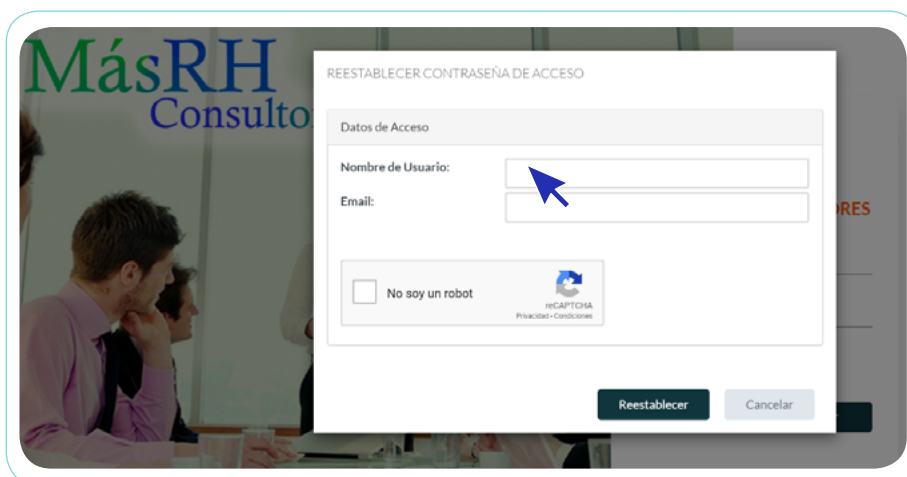 MásRH
Consulto
REESTABLECER CONTRASEÑA DE ACCESO
Datos de Acceso
Nombre de Usuario:
Email:
ORES
No soy un robot
reCAPTCHA
Privacidad - Condiciones
Reestablecer
Cancelar